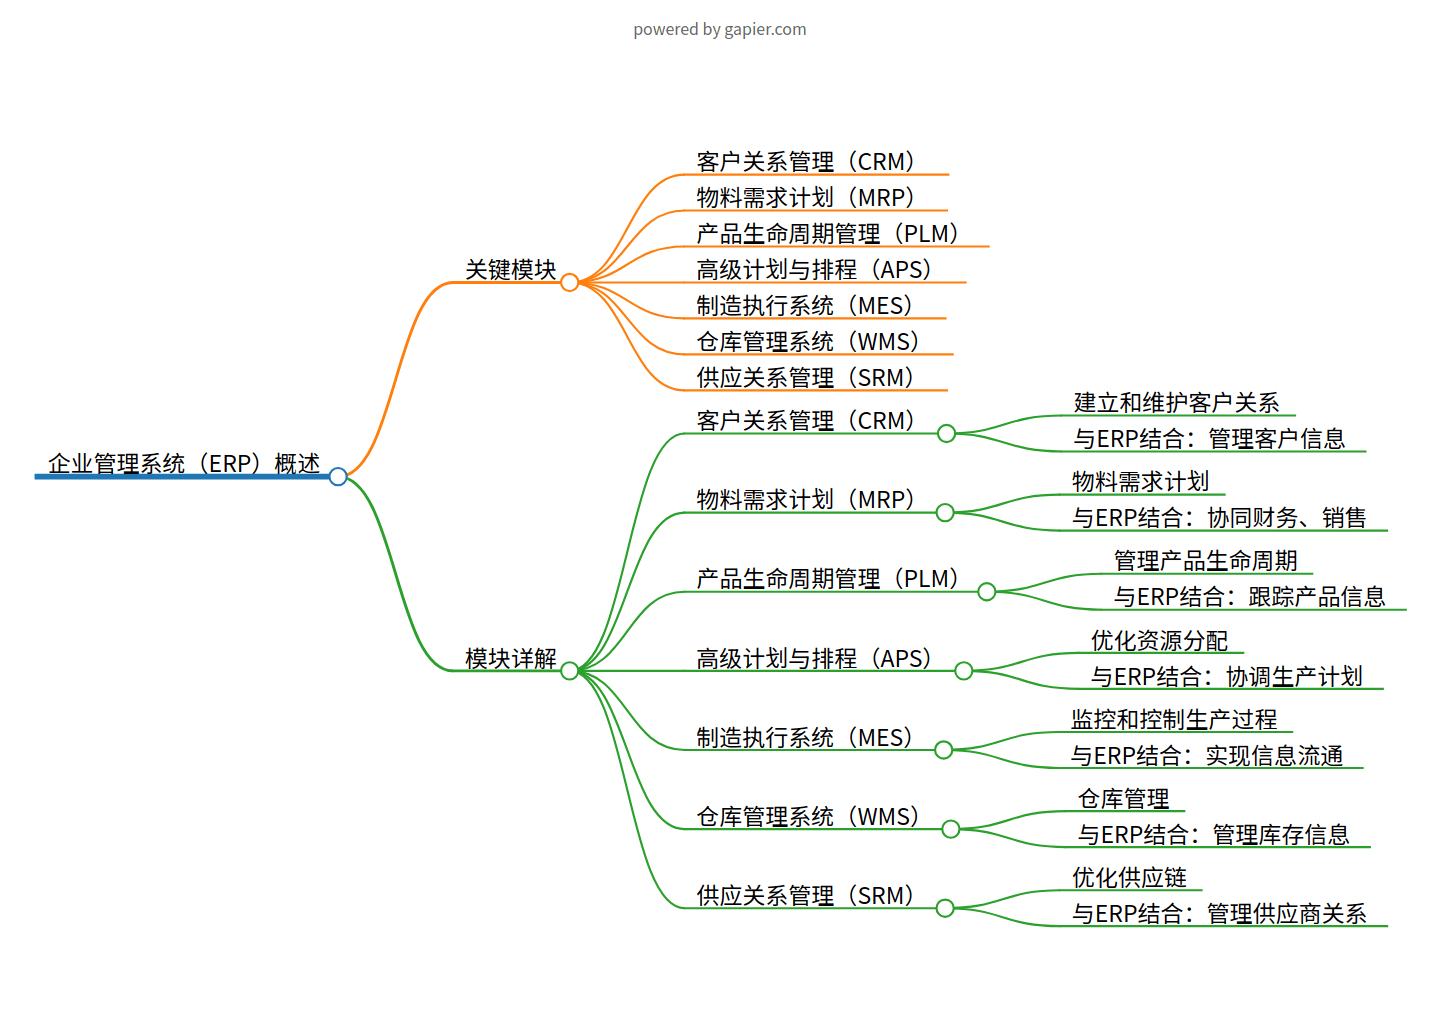 powered by gapier.com
企业管理系统（ERP）概述
关键模块
客户关系管理（CRM）
物料需求计划（MRP）
产品生命周期管理（PLM）
高级计划与排程（APS）
制造执行系统（MES）
仓库管理系统（WMS）
供应关系管理（SRM）
模块详解
客户关系管理（CRM）
建立和维护客户关系
与ERP结合：管理客户信息
物料需求计划（MRP）
物料需求计划
与ERP结合：协同财务、销售
产品生命周期管理（PLM）
管理产品生命周期
与ERP结合：跟踪产品信息
高级计划与排程（APS）
优化资源分配
与ERP结合：协调生产计划
制造执行系统（MES）
监控和控制生产过程
与ERP结合：实现信息流通
仓库管理系统（WMS）
仓库管理
与ERP结合：管理库存信息
供应关系管理（SRM）
优化供应链
与ERP结合：管理供应商关系